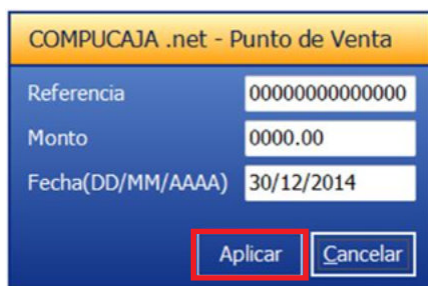 COMPUCAJA .net - Punto de Venta
Referencia 00000000000000
Monto 0000.00
Fecha(DD/MM/AAAA) 30/12/2014
Aplicar Cancelar